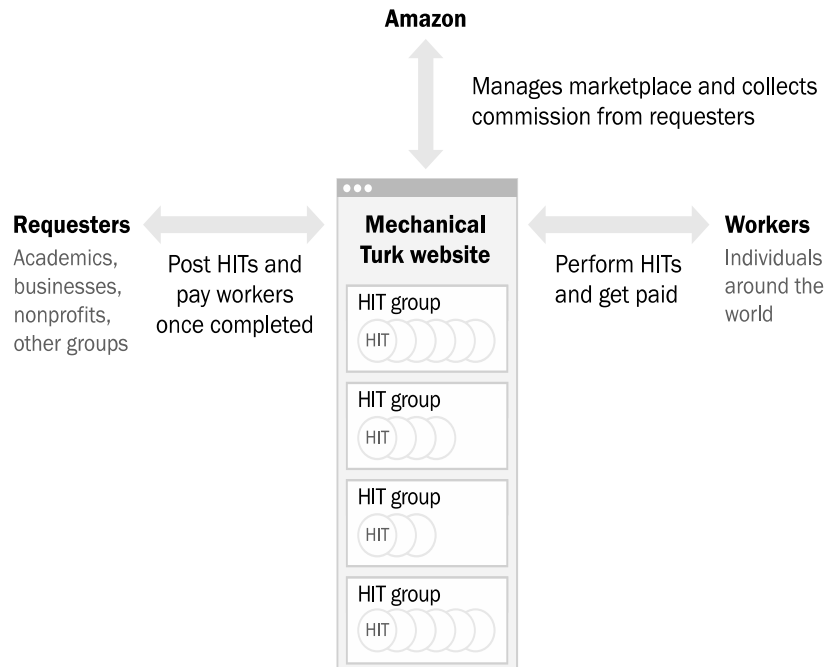 Amazon
Manages marketplace and collects
commission from requesters
Requesters
Academics,
businesses,
nonprofits,
other groups
Post HITs and
pay workers
once completed
Mechanical
Turk website
HIT group
HIT
HIT group
HIT
HIT group
HIT
HIT group
HIT
Perform HITs
and get paid
Workers
Individuals
around the
world